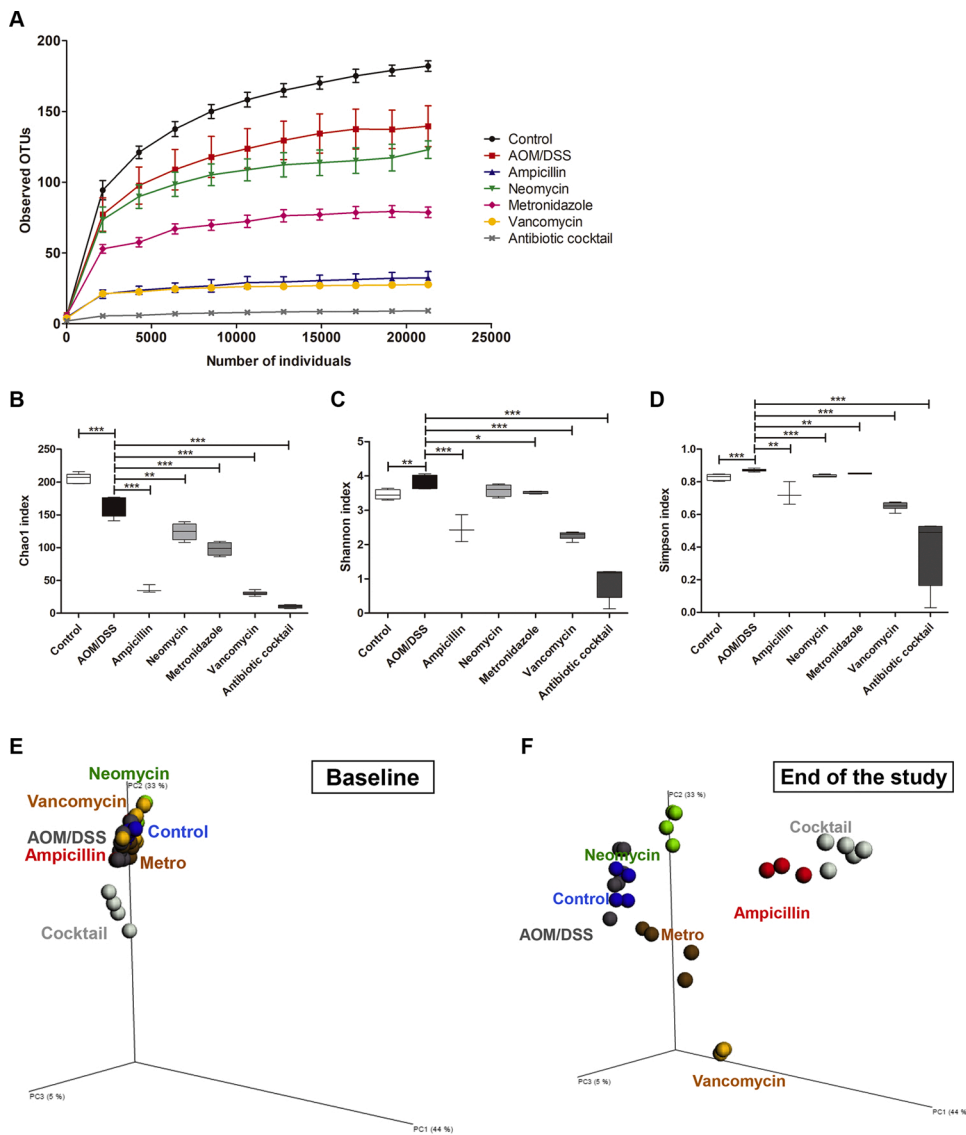 A
200
150
100
50
0
Observed OTUs
0
5000
10000
15000
20000
25000
Number of individuals
Control
AOM/DSS
Ampicillin
Neomycin
Metronidazole
Vancomycin
Antibiotic cocktail
B
***
***
***
***
**
***
250
200
150
100
50
0
Chao1 index
Control
AOM/DSS
Ampicillin
Neomycin
Metronidazole
Vancomycin
Antibiotic cocktail
C
***
***
*
**
***
5
4
3
2
1
0
Shannon index
Control
AOM/DSS
Ampicillin
Neomycin
Metronidazole
Vancomycin
Antibiotic cocktail
D
***
***
**
***
***
**
1.0
0.8
0.6
0.4
0.2
0.0
Simpson index
Control
AOM/DSS
Ampicillin
Neomycin
Metronidazole
Vancomycin
Antibiotic cocktail
E
Baseline
Neomycin
PC2 (33 %)
Vancomycin
AOM/DSS
Control
Ampicillin
Metro
Cocktail
PC3 (5 %)
PC1 (44 %)
F
End of the study
PC2 (33 %)
Cocktail
Neomycin
Control
Ampicillin
AOM/DSS
Metro
Vancomycin
PC3 (5 %)
PC1 (44 %